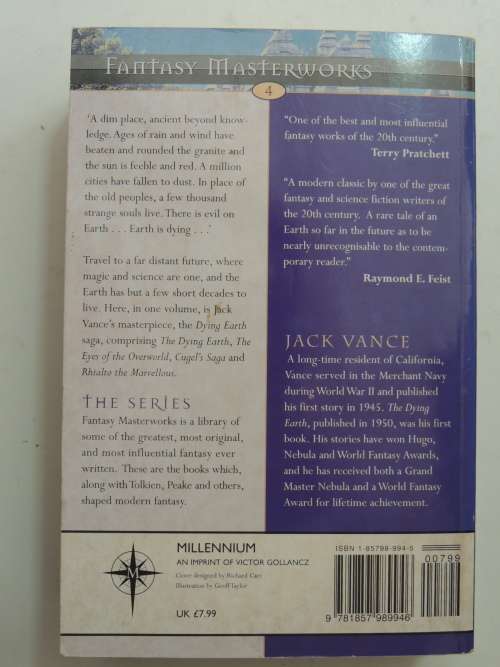 FANTASY MASTERWORKS
4
‘A dim place, ancient beyond know-
ledge. Ages of rain and wind have
beaten and rounded the granite and
the sun is feeble and red. A million
cities have fallen to dust. In place of
the old peoples, a few thousand
strange souls live. There is evil on
Earth . . . Earth is dying . . .’
Travel to a far distant future, where
magic and science are one, and the
Earth has but a few short decades to
live. Here, in one volume, is Jack
Vance's masterpiece, the Dying Earth
saga, comprising The Dying Earth, The
Eyes of the Overworld, Cugel's Saga and
Rhialto the Marvellous.
THE SERIES
Fantasy Masterworks is a library of
some of the greatest, most original,
and most influential fantasy ever
written. These are the books which,
along with Tolkien, Peake and others,
shaped modern fantasy.
“One of the best and most influential
fantasy works of the 20th century.”
Terry Pratchett
“A modern classic by one of the great
fantasy and science fiction writers of
the 20th century. A rare tale of an
Earth so far in the future as to be
nearly unrecognisable to the contem-
porary reader.”
Raymond E. Feist
JACK VANCE
A long-time resident of California,
Vance served in the Merchant Navy
during World War II and published
his first story in 1945. The Dying
Earth, published in 1950, was his first
book. His stories have won Hugo,
Nebula and World Fantasy Awards,
and he has received both a Grand
Master Nebula and a World Fantasy
Award for lifetime achievement.
M
MILLENNIUM
AN IMPRINT OF VICTOR GOLLANCZ
Cover designed by Richard Carr
Illustration by Geoff Taylor
UK £7.99
ISBN 1-85798-994-5
00799
9 781857 989946